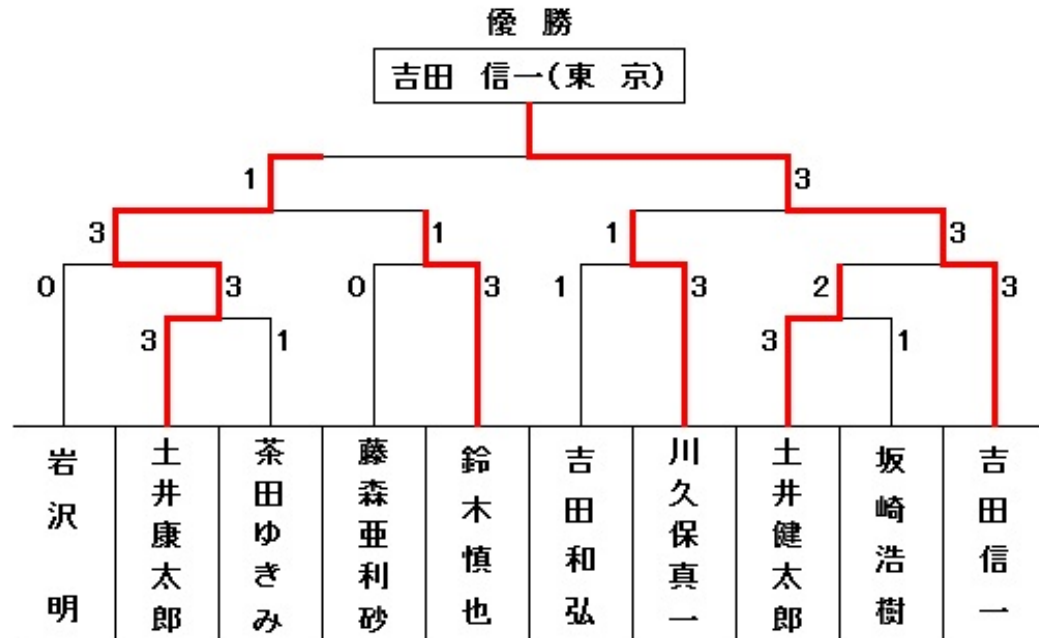 優 勝
吉田 信一(東 京)
1
3
3
1
1
3
0
3
0
3
1
3
2
3
3
1
3
1
岩沢 明
土井康太郎
茶田ゆきみ
藤森亜利砂
鈴木慎也
吉田和弘
川久保真一
土井健太郎
坂崎浩樹
吉田信一